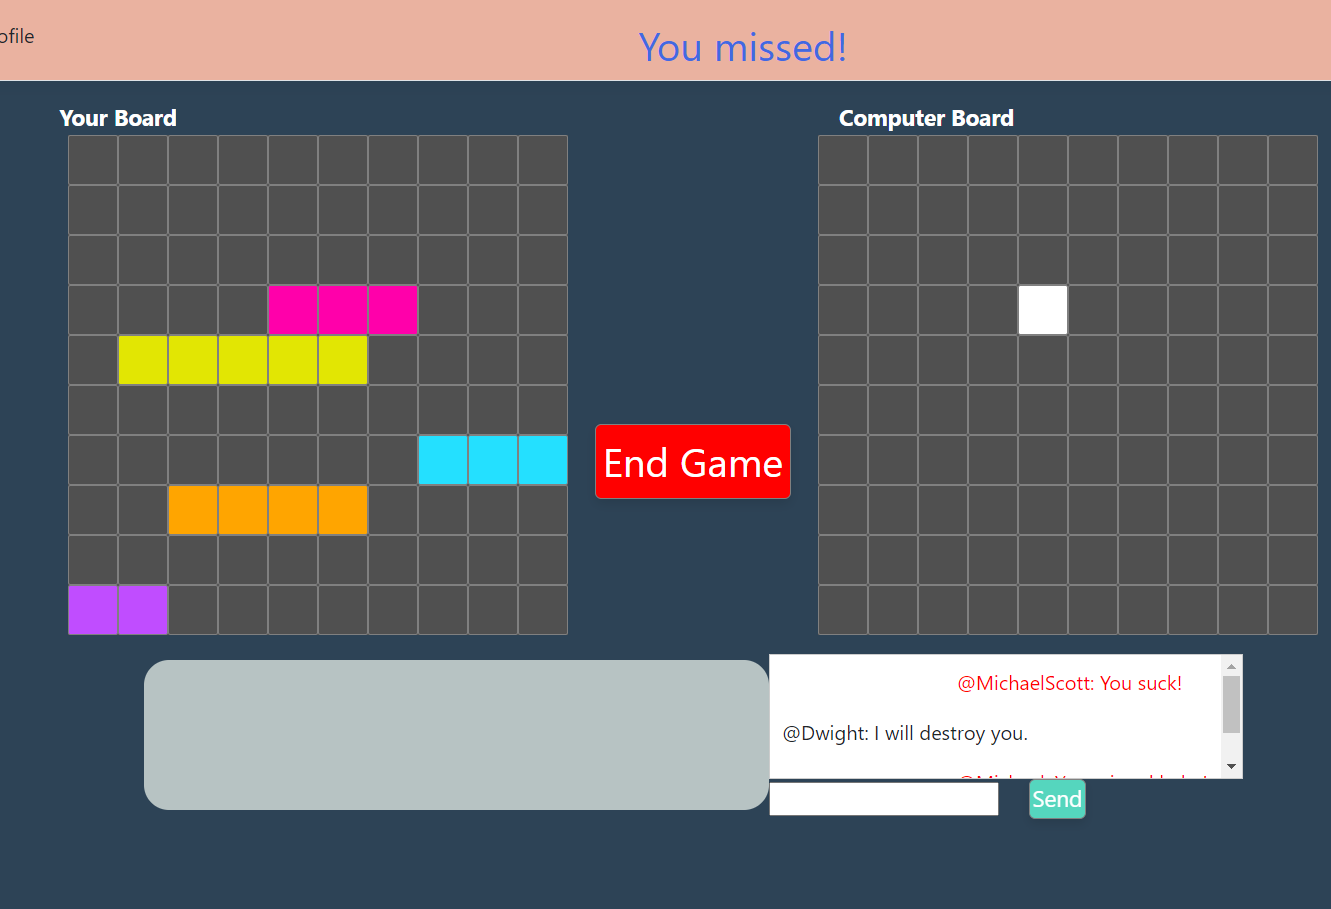 ofile
You missed!
Your Board
Computer Board
End Game
@MichaelScott: You suck!
@Dwight: I will destroy you.
Send